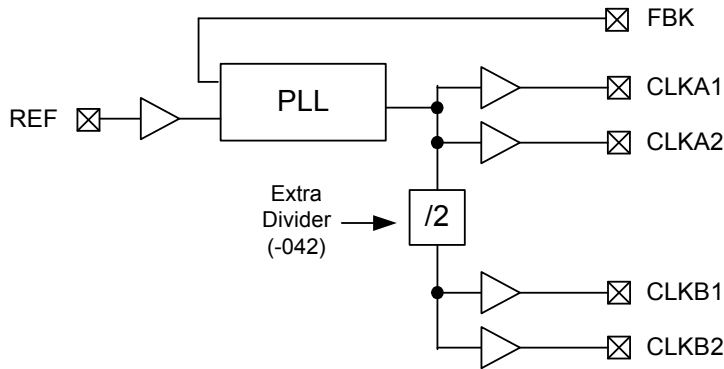 FBK
PLL
CLKA1
REF
CLKA2
Extra
Divider
(-042)
/2
CLKB1
CLKB2